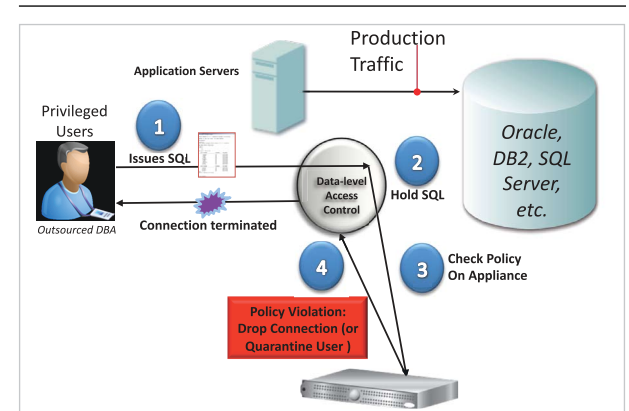 Production
Traffic
Application Servers
Privileged
Users
1
Issues SQL
Oracle,
DB2, SQL
Server,
etc.
2
Hold SQL
Data-level
Access
Control
Outsourced DBA
Connection terminated
4
3
Check Policy
On Appliance
Policy Violation:
Drop Connection (or
Quarantine User )